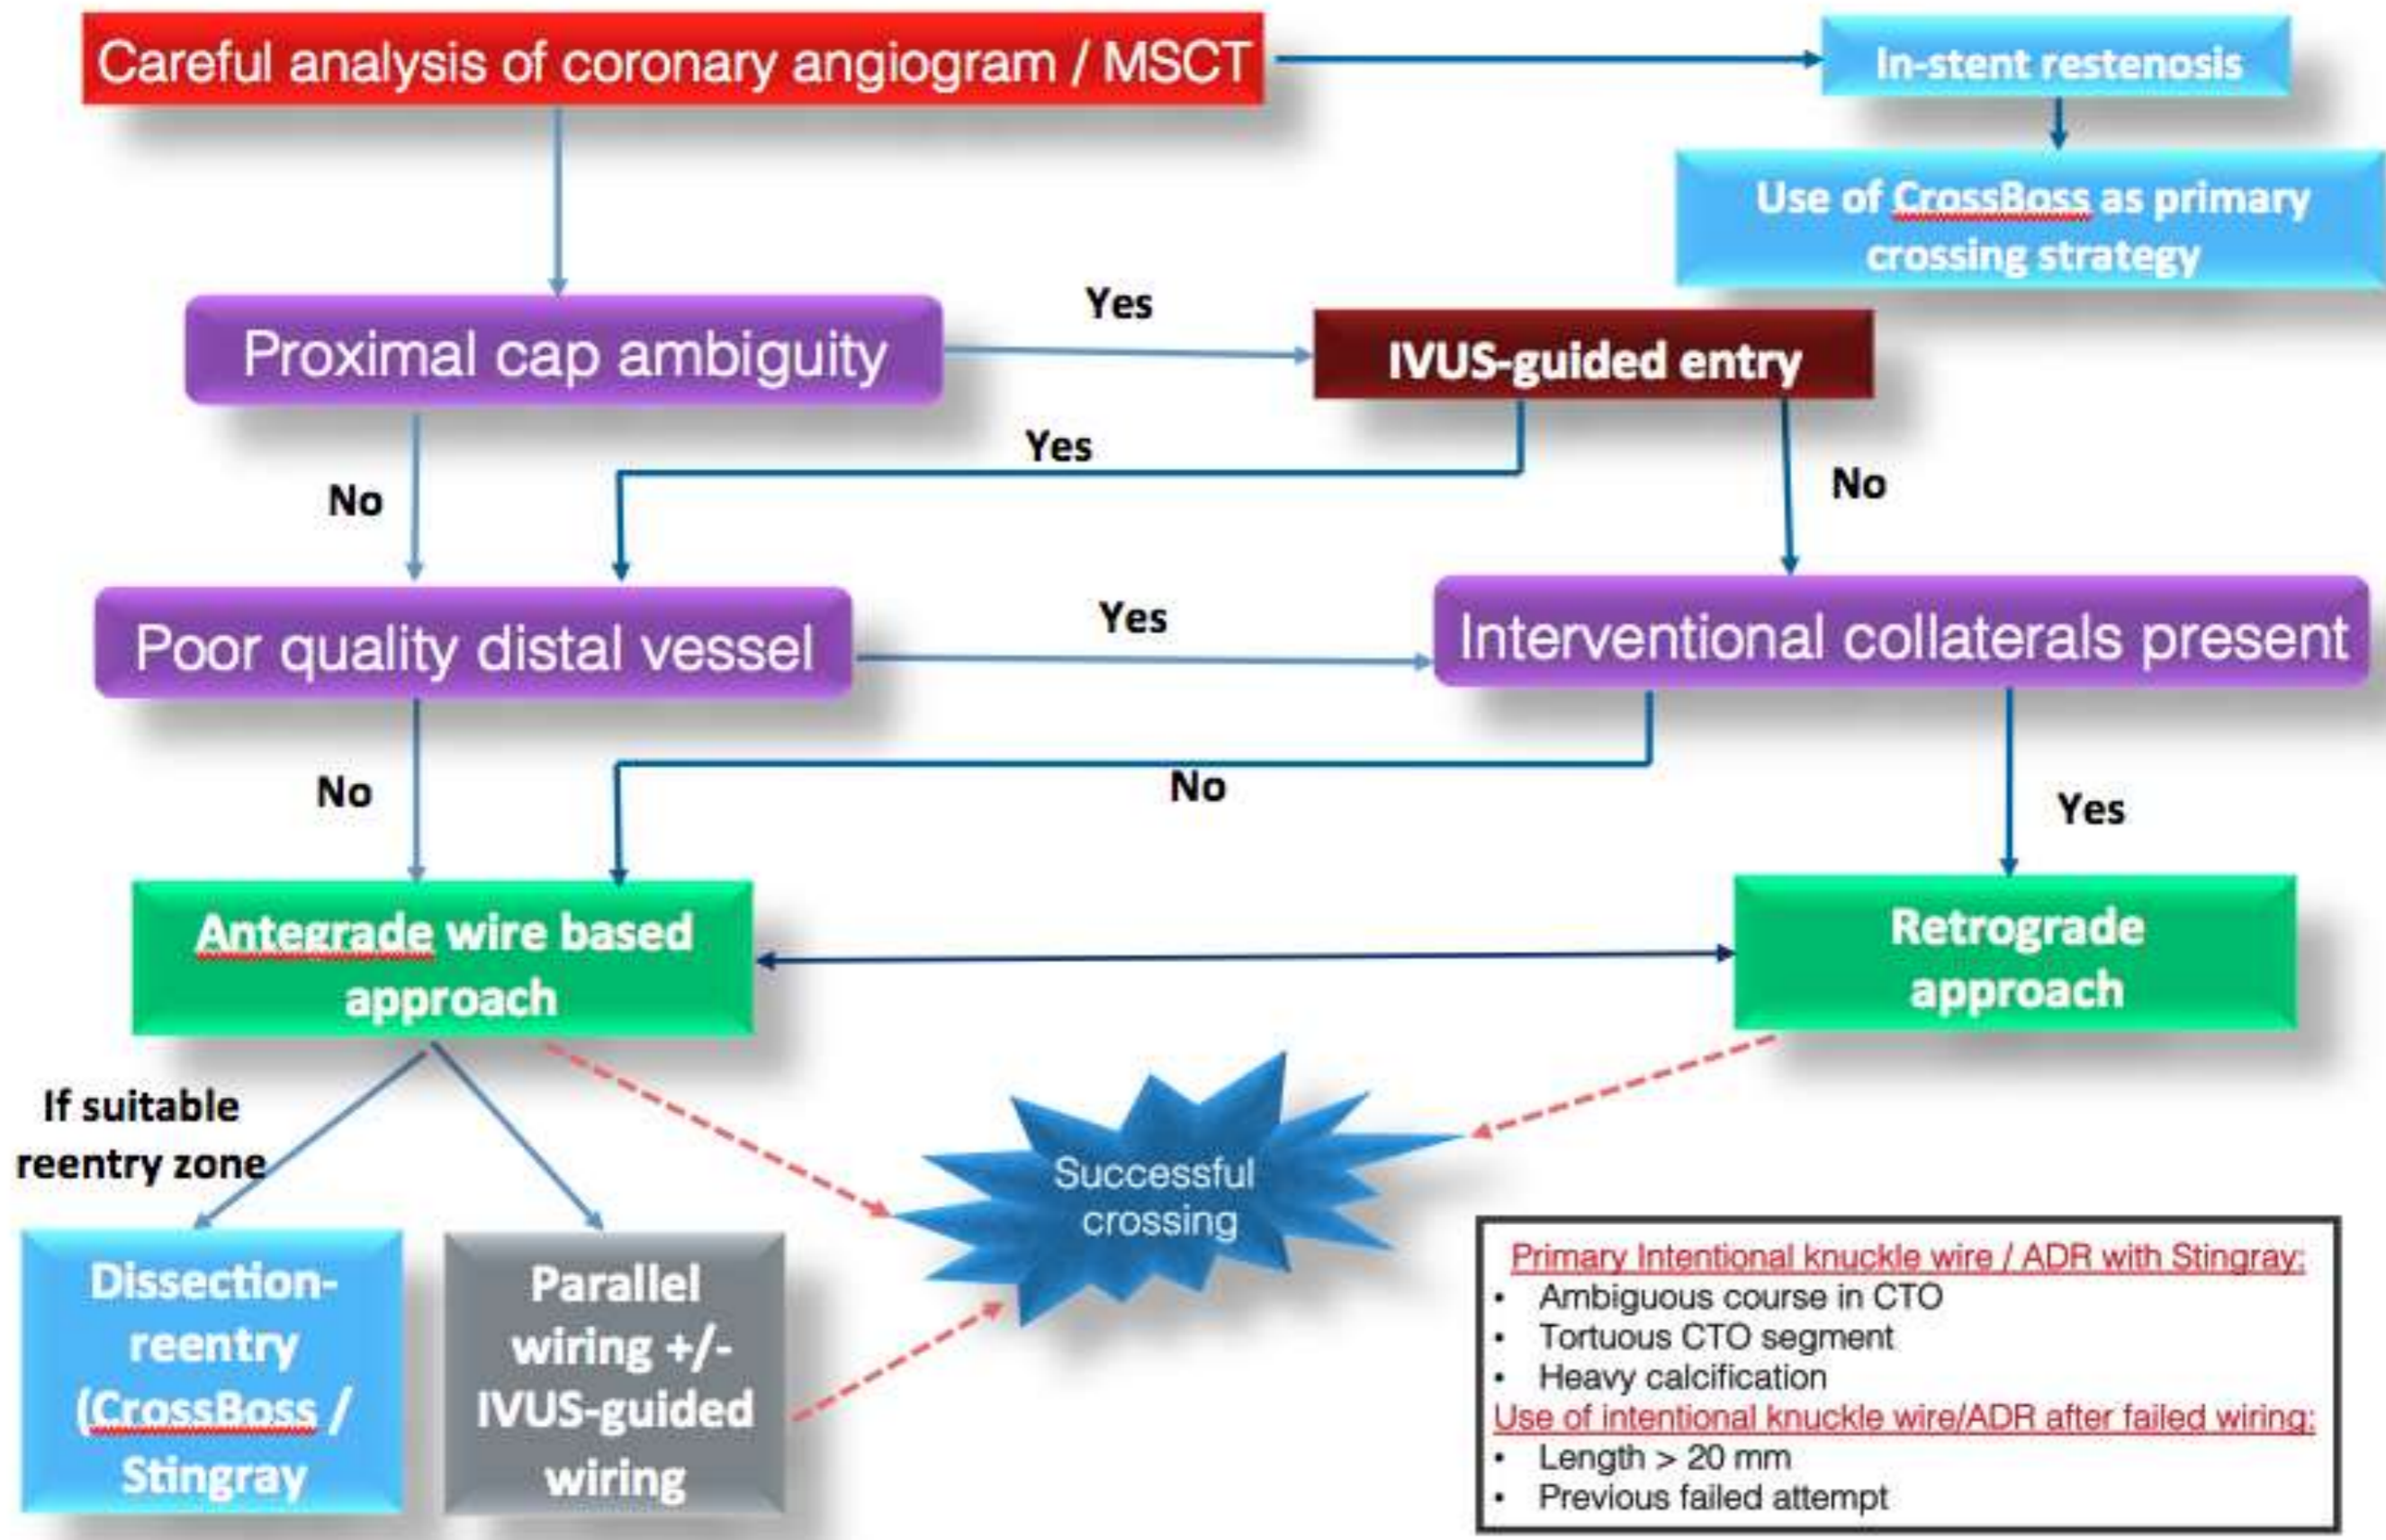 Careful analysis of coronary angiogram / MSCT
In-stent restenosis
Use of CrossBoss as primary
crossing strategy
Proximal cap ambiguity
Yes
IVUS-guided entry
Yes
No
No
Poor quality distal vessel
Yes
Interventional collaterals present
No
No
Yes
Antegrade wire based
approach
Retrograde
approach
If suitable
reentry zone
Successful
crossing
Dissection-
reentry
(CrossBoss /
Stingray
Parallel
wiring +/-
IVUS-guided
wiring
Primary Intentional knuckle wire / ADR with Stingray:
• Ambiguous course in CTO
• Tortuous CTO segment
• Heavy calcification
Use of intentional knuckle wire/ADR after failed wiring:
• Length > 20 mm
• Previous failed attempt